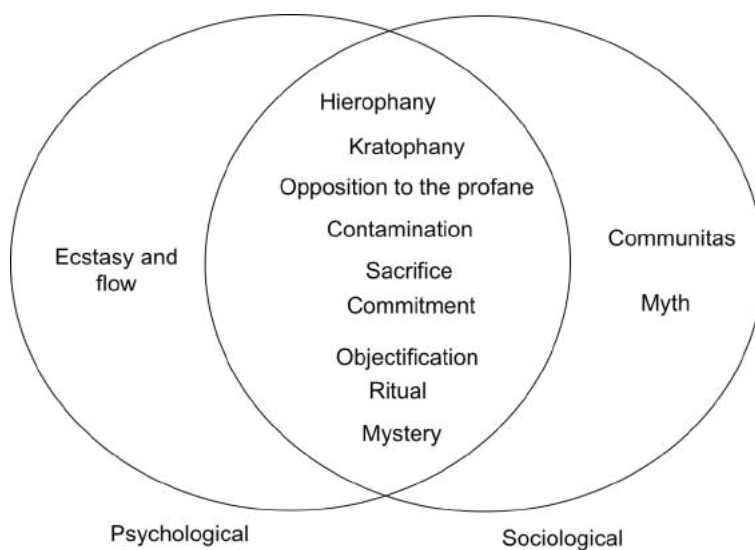 Hierophany
Kratophany
Opposition to the profane
Contamination
Sacrifice
Commitment
Objectification
Ritual
Mystery
Ecstasy and
flow
Communitas
Myth
Psychological
Sociological